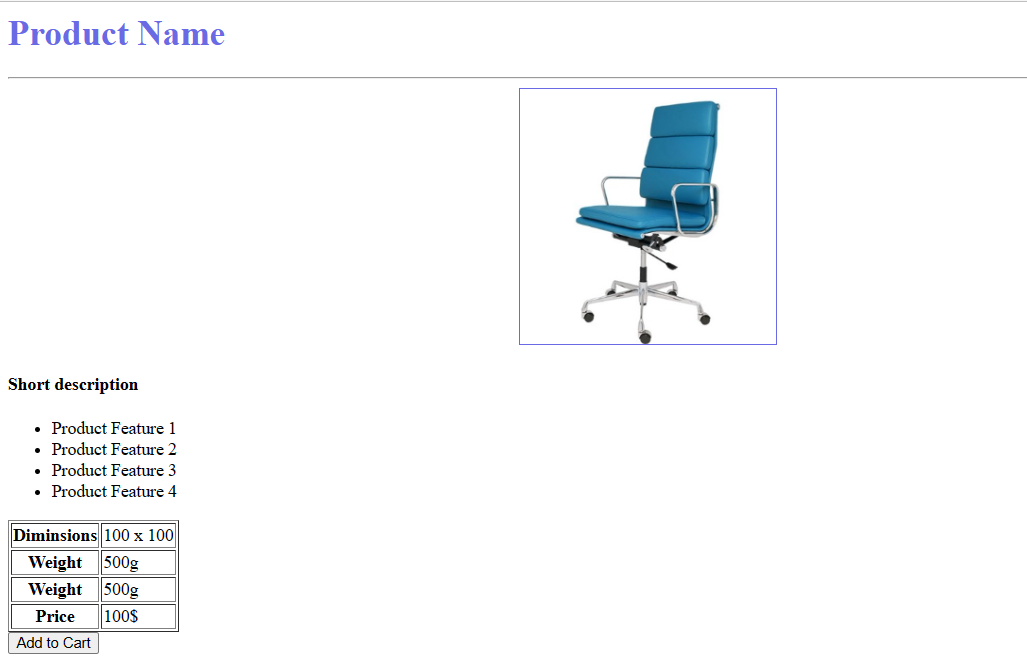 Product Name
Short description
Product Feature 1
Product Feature 2
Product Feature 3
Product Feature 4
Diminsions 100 x 100
Weight 500g
Weight 500g
Price 100$
Add to Cart